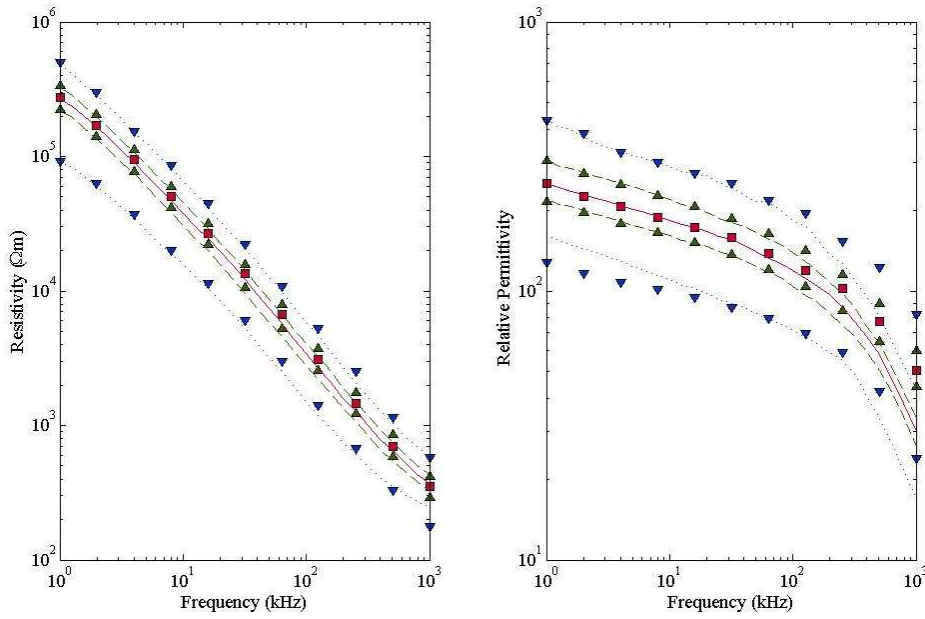 10^6
10^5
10^4
10^3
10^2
Resistivity (Ωm)
10^0 10^1 10^2 10^3
Frequency (kHz)
10^3
10^2
10^1
Relative Permittivity
10^0 10^1 10^2 10^3
Frequency (kHz)